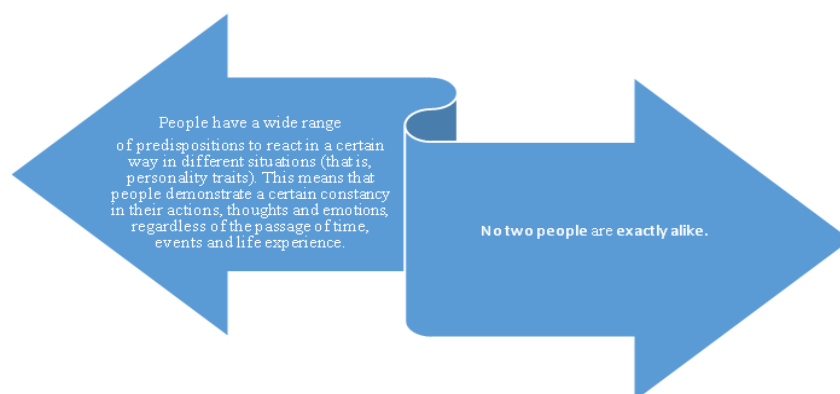 People have a wide range
of predispositions to react in a certain
way in different situations (that is,
personality traits). This means that
people demonstrate a certain constancy
in their actions, thoughts and emotions,
regardless of the passage of time,
events and life experience.
No two people are exactly alike.